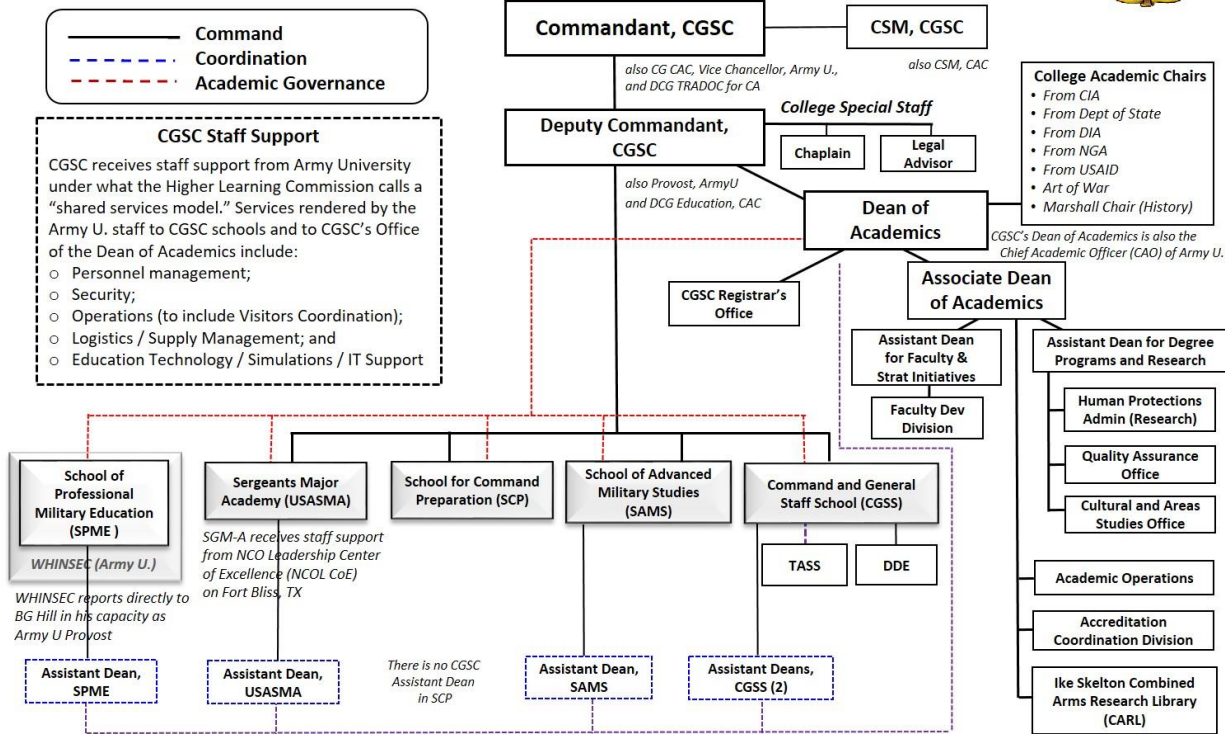 Command
Coordination
Academic Governance
Commandant, CGSC
CSM, CGSC
also CG CAC, Vice Chancellor, Army U.,
and DCG TRADOC for CA
also CSM, CAC
College Academic Chairs
• From CIA
• From Dept of State
• From DIA
• From NGA
• From USAID
• Art of War
• Marshall Chair (History)
CGSC Staff Support
CGSC receives staff support from Army University
under what the Higher Learning Commission calls a
“shared services model.” Services rendered by the
Army U. staff to CGSC schools and to CGSC’s Office
of the Dean of Academics include:
o Personnel management;
o Security;
o Operations (to include Visitors Coordination);
o Logistics / Supply Management; and
o Education Technology / Simulations / IT Support
Deputy Commandant,
CGSC
College Special Staff
Chaplain
Legal
Advisor
also Provost, ArmyU
and DCG Education, CAC
Dean of
Academics
CGSC’s Dean of Academics is also the
Chief Academic Officer (CAO) of Army U.
CGSC Registrar’s
Office
Associate Dean
of Academics
Assistant Dean
for Faculty &
Strat Initiatives
Faculty Dev
Division
Assistant Dean for Degree
Programs and Research
Human Protections
Admin (Research)
Quality Assurance
Office
Cultural and Areas
Studies Office
Academic Operations
Accreditation
Coordination Division
Ike Skelton Combined
Arms Research Library
(CARL)
School of
Professional
Military Education
(SPME )
WHINSEC (Army U.)
WHINSEC reports directly to
BG Hill in his capacity as
Army U Provost
Sergeants Major
Academy (USASMA)
SGM-A receives staff support
from NCO Leadership Center
of Excellence (NCOL CoE)
on Fort Bliss, TX
School for Command
Preparation (SCP)
School of Advanced
Military Studies
(SAMS)
Command and General
Staff School (CGSS)
TASS
DDE
Assistant Dean,
SPME
Assistant Dean,
USASMA
There is no CGSC
Assistant Dean
in SCP
Assistant Dean,
SAMS
Assistant Deans,
CGSS (2)